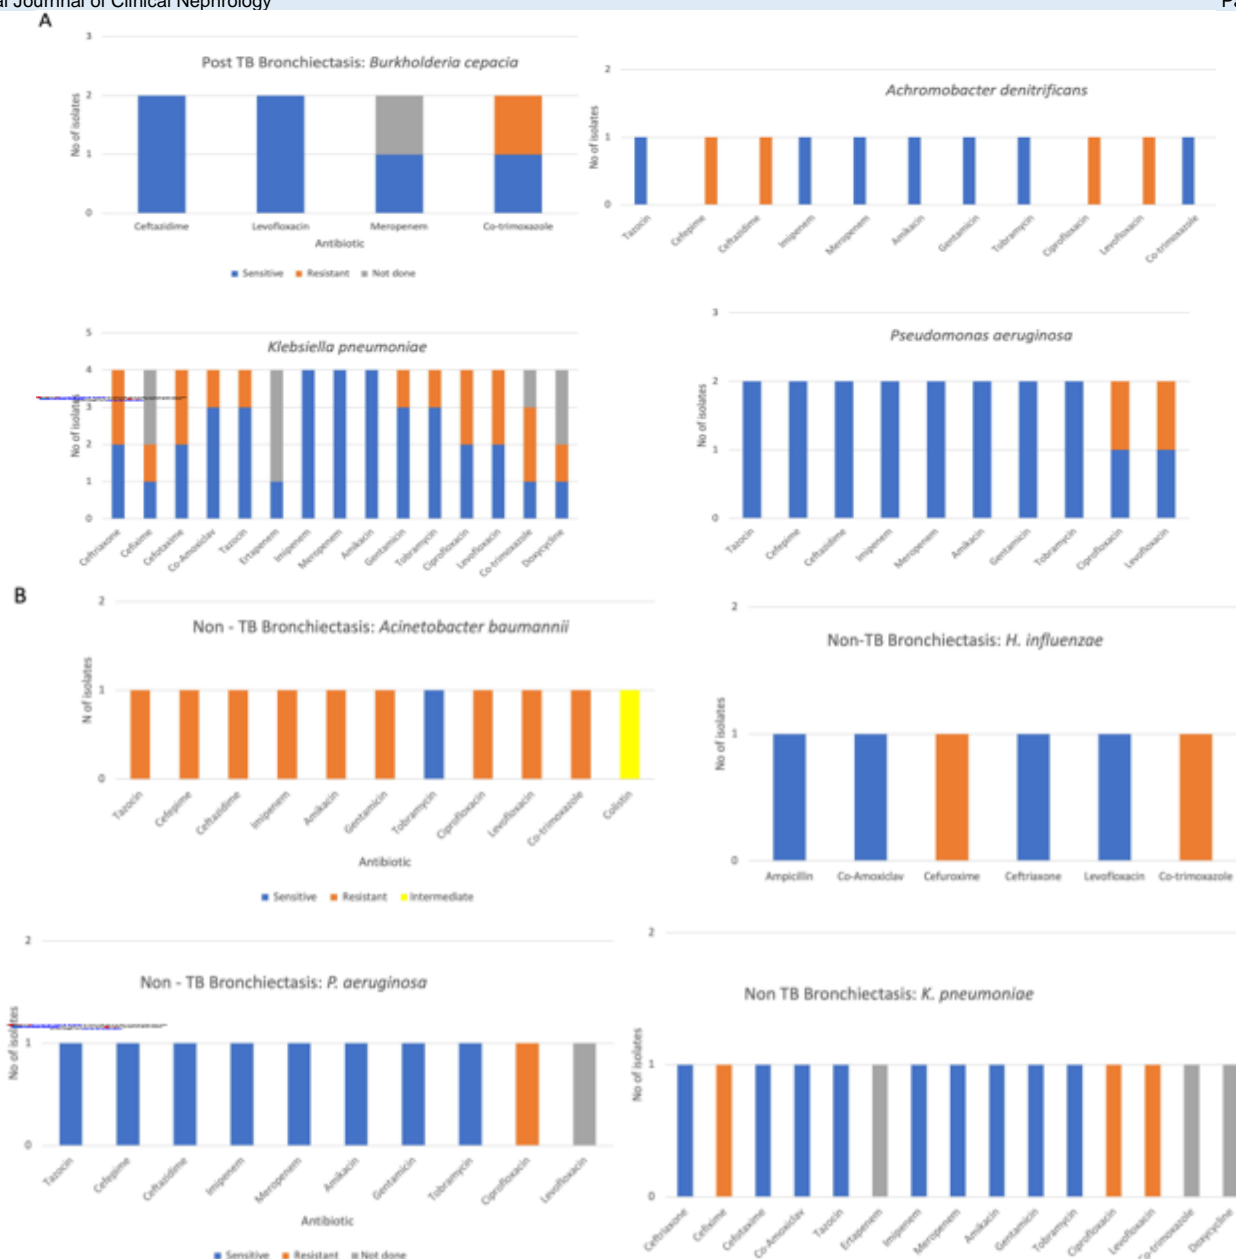 al Journal of Clinical Nephrology
A
Post TB Bronchiectasis: Burkholderia cepacia
3
2
1
0
No of isolates
Ceftazidime Levofloxacin Meropenem Co-trimoxazole
Antibiotic
Sensitive Resistant Not done
Achromobacter denitrificans
2
1
0
No of isolates
Tazocin Cefepime Ceftazidime Imipenem Meropenem Amikacin Gentamicin Tobramycin Ciprofloxacin Levofloxacin Co-trimoxazole
Klebsiella pneumoniae
5
4
3
2
1
0
No of isolates
Ceftriaxone Cefixime Cefotaxime Co-Amoxiclav Tazocin Ertapenem Imipenem Meropenem Amikacin Gentamicin Tobramycin Ciprofloxacin Levofloxacin Co-trimoxazole Doxycycline
Pseudomonas aeruginosa
3
2
1
0
No of isolates
Tazocin Cefepime Ceftazidime Imipenem Meropenem Amikacin Gentamicin Tobramycin Ciprofloxacin Levofloxacin
B
Non - TB Bronchiectasis: Acinetobacter baumannii
2
1
0
N of isolates
Tazocin Cefepime Ceftazidime Imipenem Amikacin Gentamicin Tobramycin Ciprofloxacin Levofloxacin Co-trimoxazole Colistin
Antibiotic
Sensitive Resistant Intermediate
Non-TB Bronchiectasis: H. influenzae
2
1
0
No of isolates
Ampicillin Co-Amoxiclav Cefuroxime Ceftriaxone Levofloxacin Co-trimoxazole
Non - TB Bronchiectasis: P. aeruginosa
2
1
0
No of isolates
Tazocin Cefepime Ceftazidime Imipenem Meropenem Amikacin Gentamicin Tobramycin Ciprofloxacin Levofloxacin
Antibiotic
Sensitive Resistant Not done
Non TB Bronchiectasis: K. pneumoniae
2
1
0
No of isolates
Ceftriaxone Cefixime Cefotaxime Co-Amoxiclav Tazocin Ertapenem Imipenem Meropenem Amikacin Gentamicin Tobramycin Ciprofloxacin Levofloxacin Co-trimoxazole Doxycycline